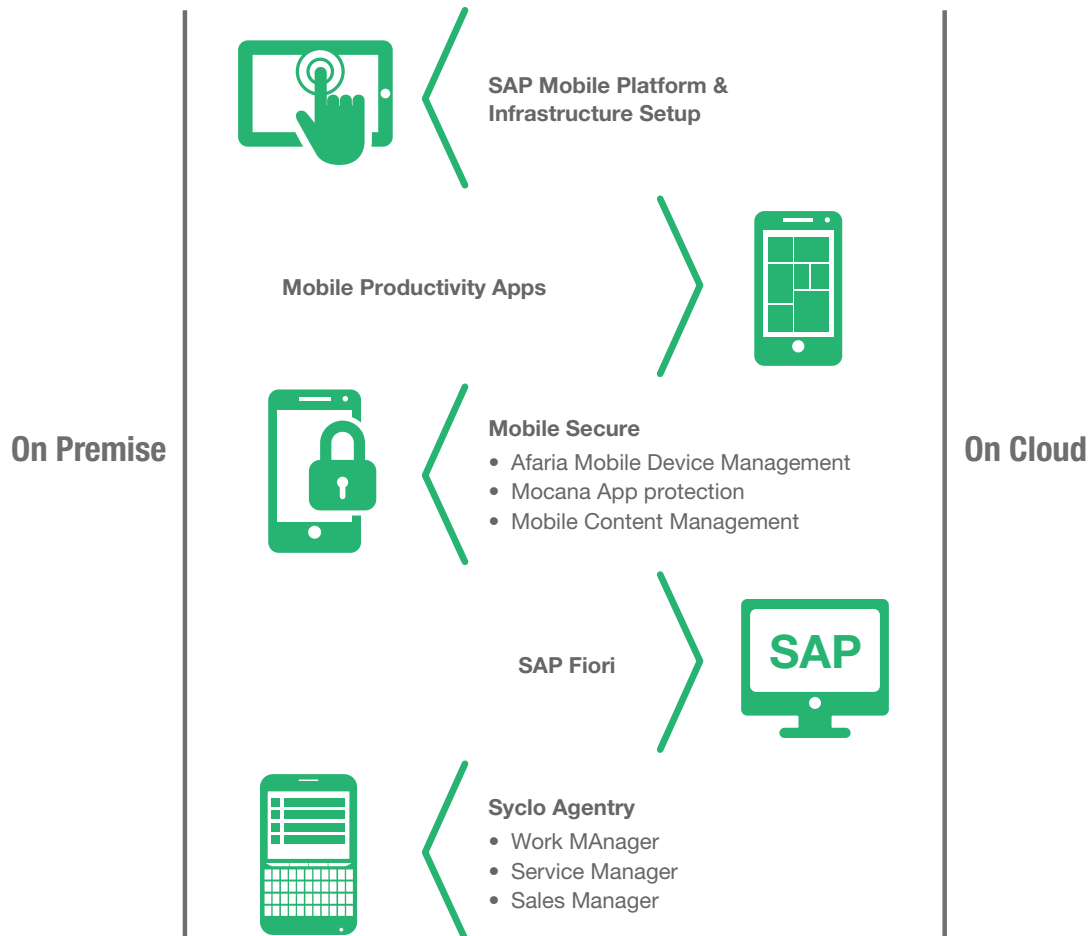 SAP Mobile Platform &
Infrastructure Setup
Mobile Productivity Apps
On Premise
Mobile Secure
• Afaria Mobile Device Management
• Mocana App protection
• Mobile Content Management
On Cloud
SAP Fiori
SAP
Syclo Agentry
• Work MAnager
• Service Manager
• Sales Manager